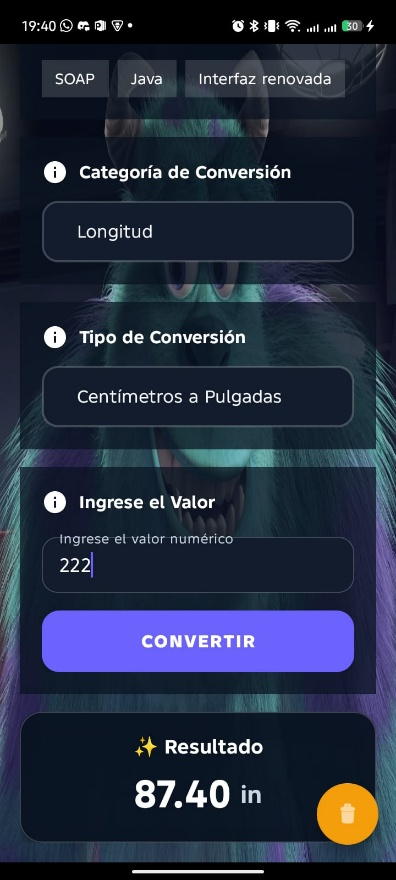 19:40
30
SOAP
Java
Interfaz renovada
Categoría de Conversión
Longitud
Tipo de Conversión
Centímetros a Pulgadas
Ingrese el Valor
Ingrese el valor numérico
222
CONVERTIR
✨ Resultado
87.40 in